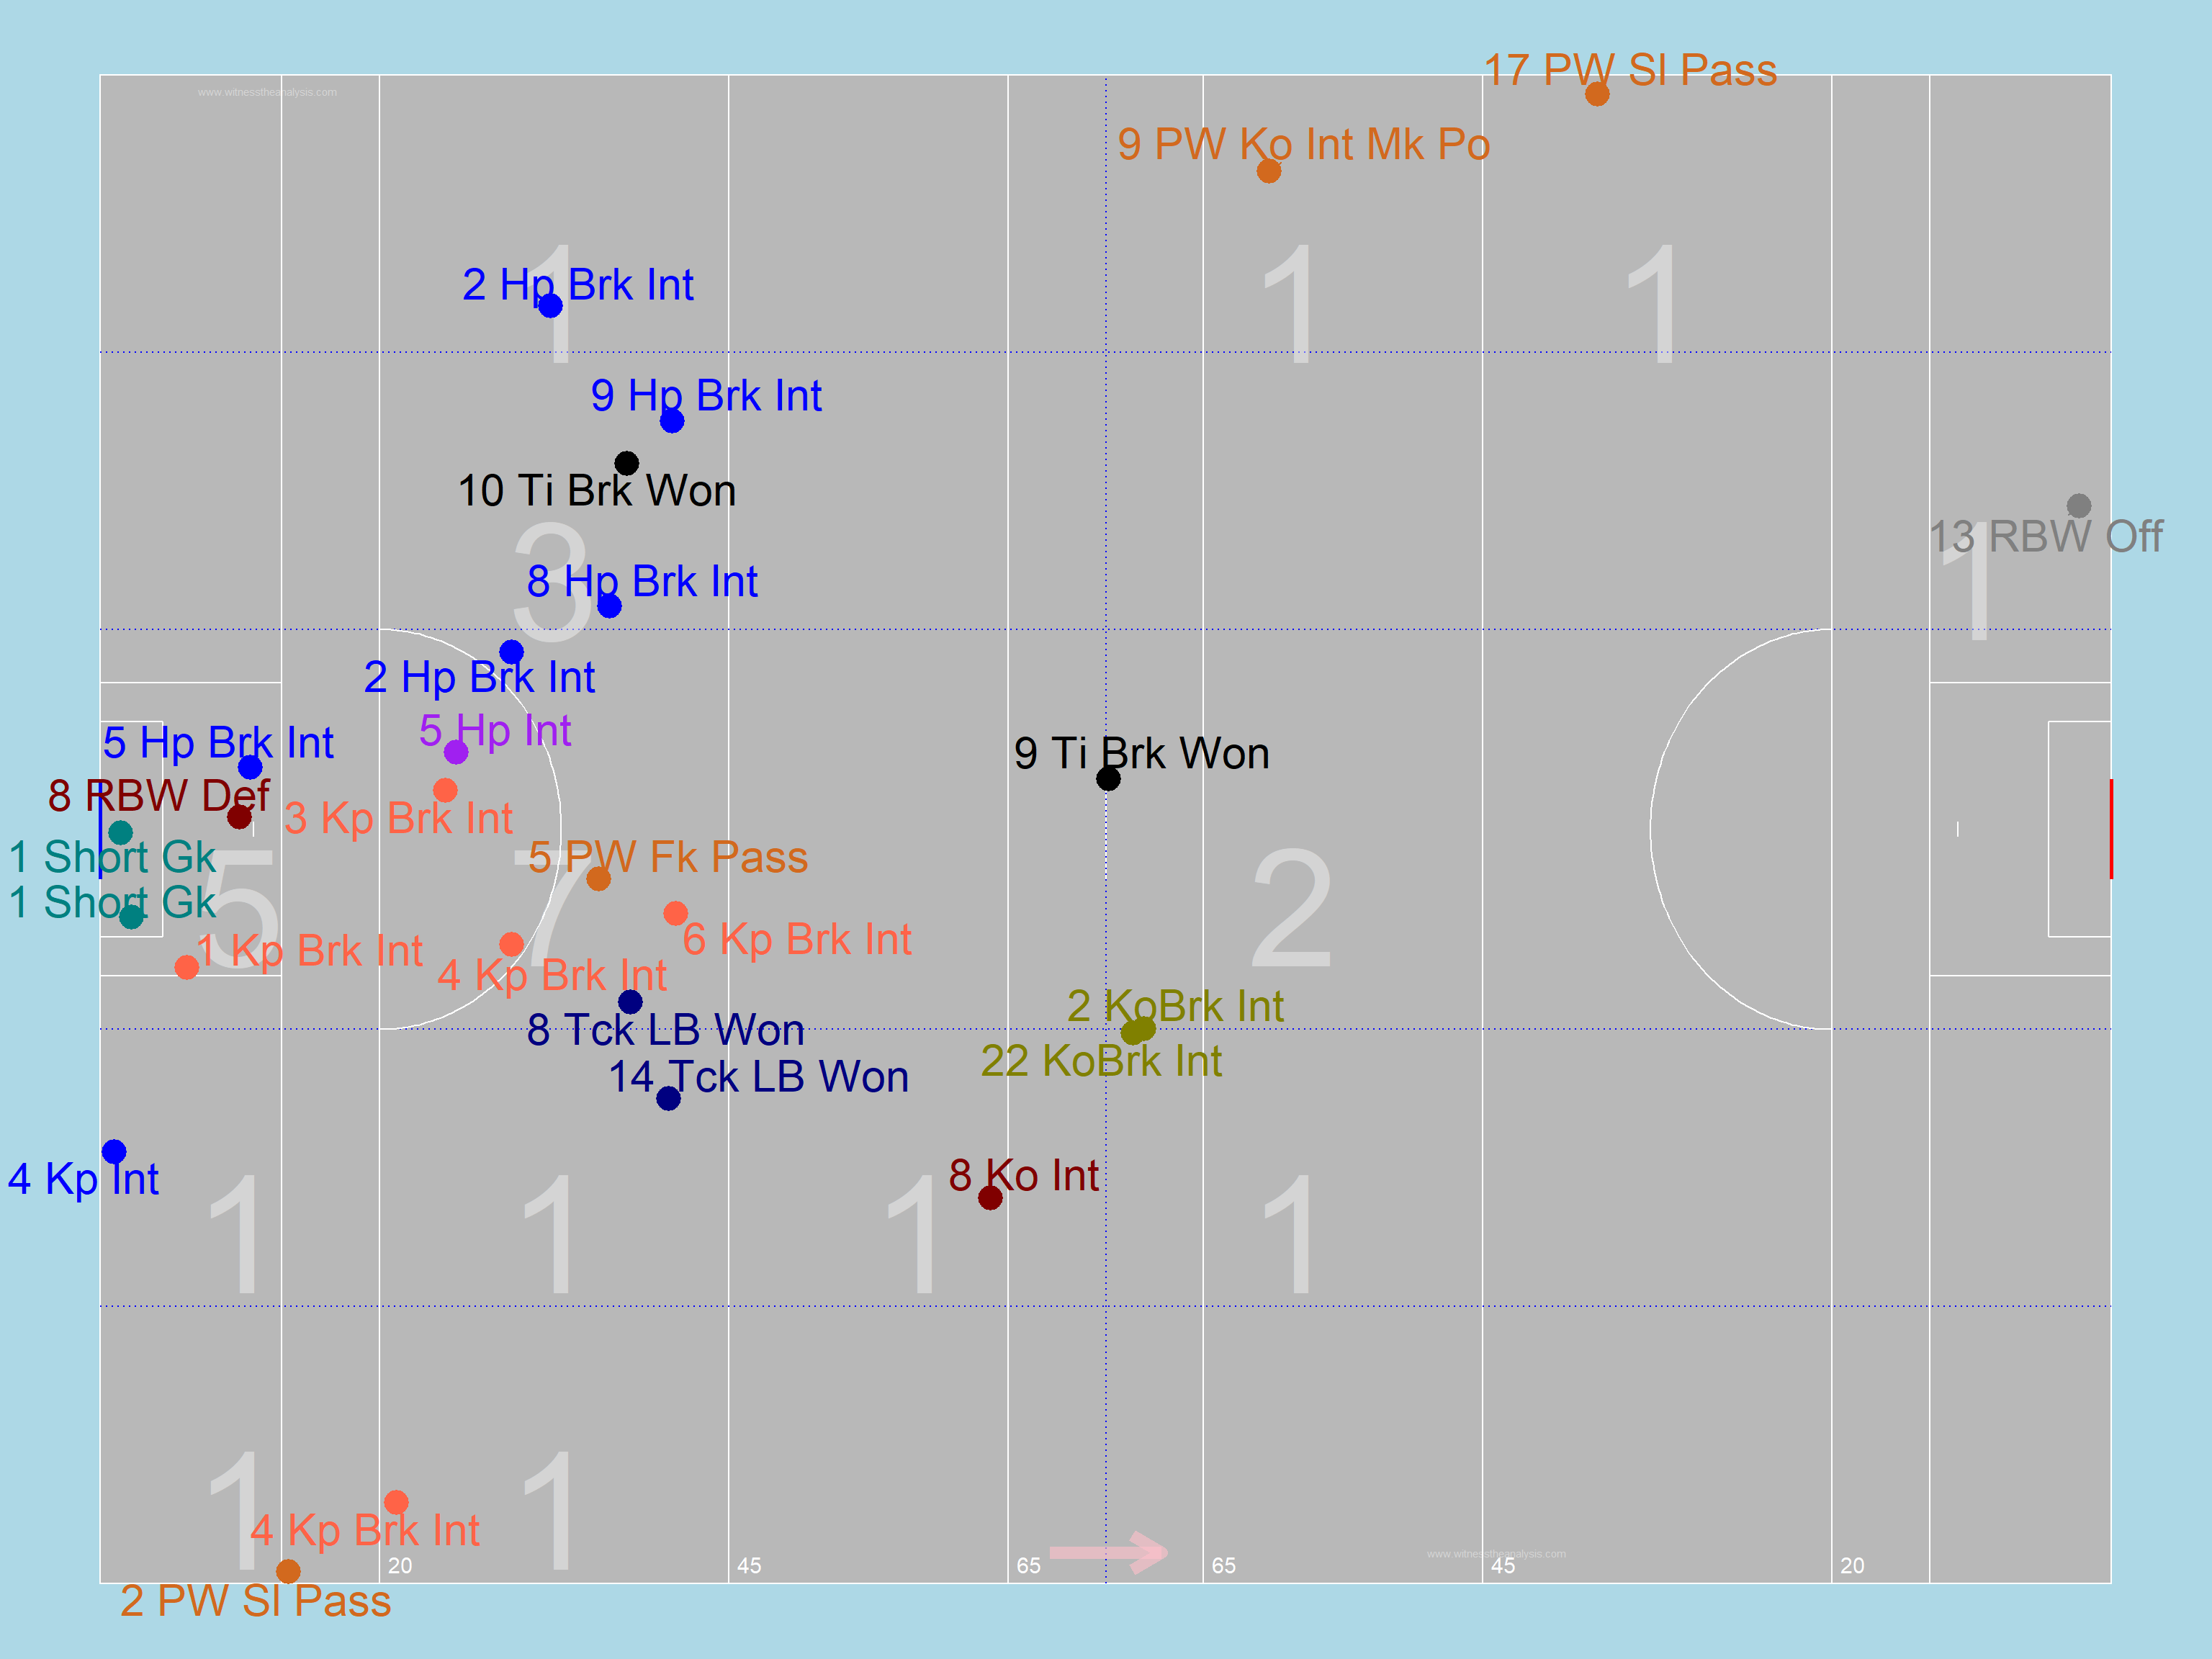 17 PW Sl Pass
www.witnesstheanalysis.com
9 PW Ko Int Mk Po
2 Hp Brk Int
1
1
1
9 Hp Brk Int
10 Ti Brk Won
13 RBW Off
1
8 Hp Brk Int
3
2 Hp Brk Int
5 Hp Int
5 Hp Brk Int
9 Ti Brk Won
8 RBW Def
3 Kp Brk Int
1 Short Gk
5 PW Fk Pass
1 Short Gk
5
7
2
6 Kp Brk Int
1 Kp Brk Int
4 Kp Brk Int
2 KoBrk Int
8 Tck LB Won
22 KoBrk Int
14 Tck LB Won
4 Kp Int
8 Ko Int
1
1
1
1
1
1
4 Kp Brk Int
www.witnesstheanalysis.com
20
45
65
65
45
20
2 PW Sl Pass